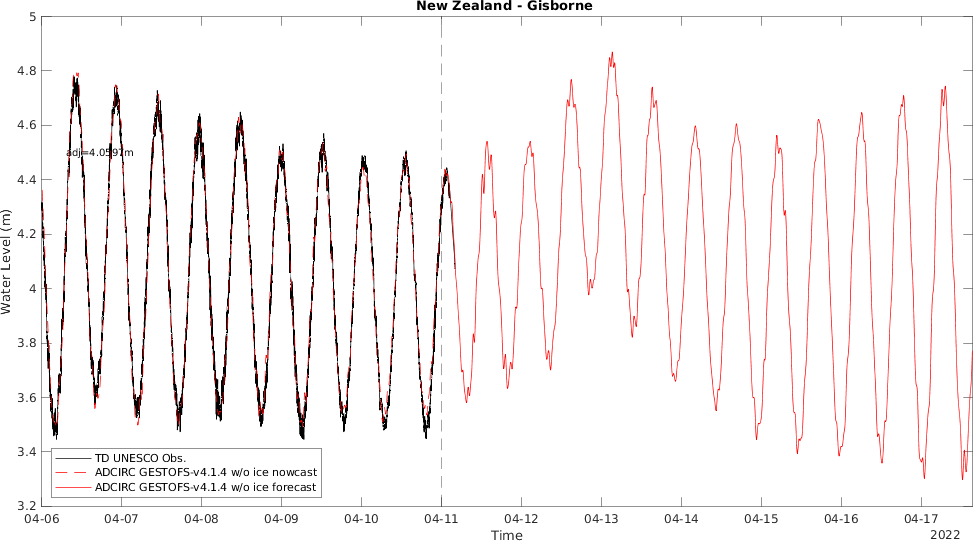 New Zealand - Gisborne
5
4.8
4.6
4.4
4.2
4
3.8
3.6
3.4
3.2
Water Level (m)
adj=4.0597m
TD UNESCO Obs.
ADCIRC GESTOFS-v4.1.4 w/o ice nowcast
ADCIRC GESTOFS-v4.1.4 w/o ice forecast
04-06 04-07 04-08 04-09 04-10 04-11 04-12 04-13 04-14 04-15 04-16 04-17
Time
2022